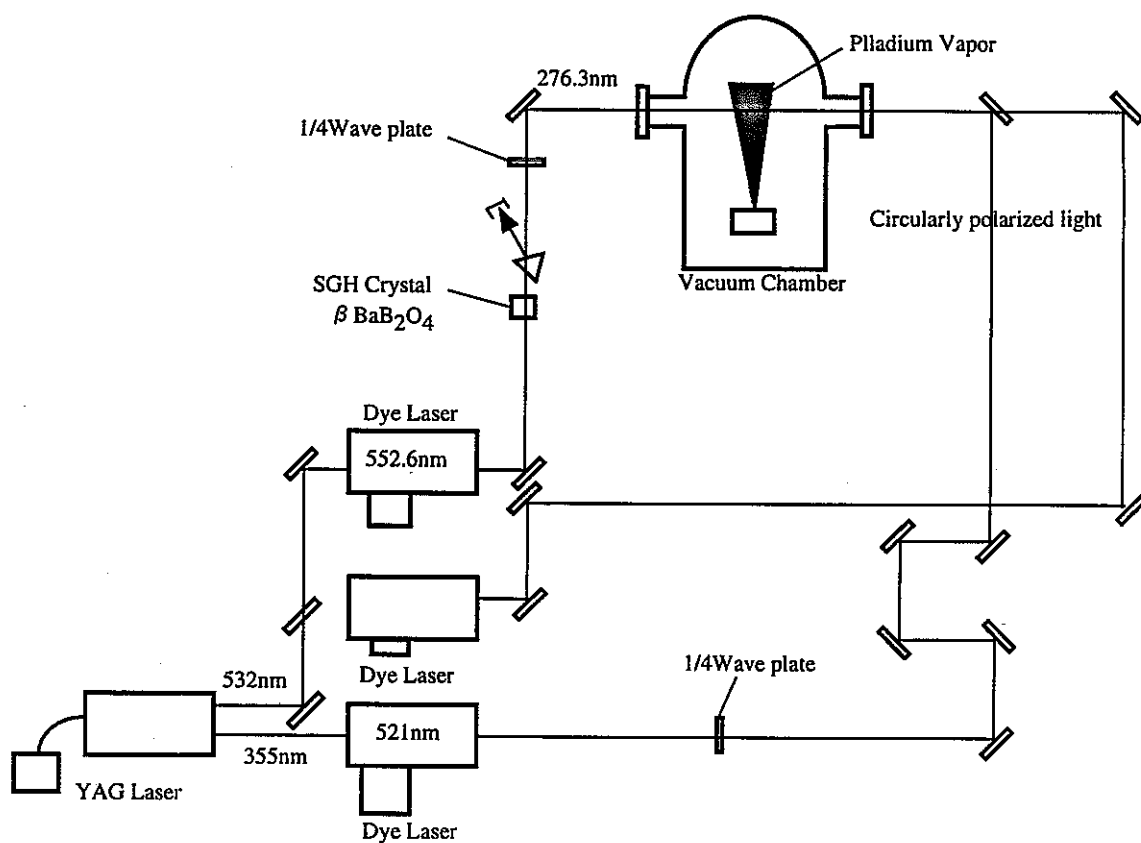 Plladium Vapor
276.3nm
1/4Wave plate
Circularly polarized light
SGH Crystal
β BaB2O4
Vacuum Chamber
Dye Laser
552.6nm
Dye Laser
1/4Wave plate
532nm
521nm
355nm
YAG Laser
Dye Laser